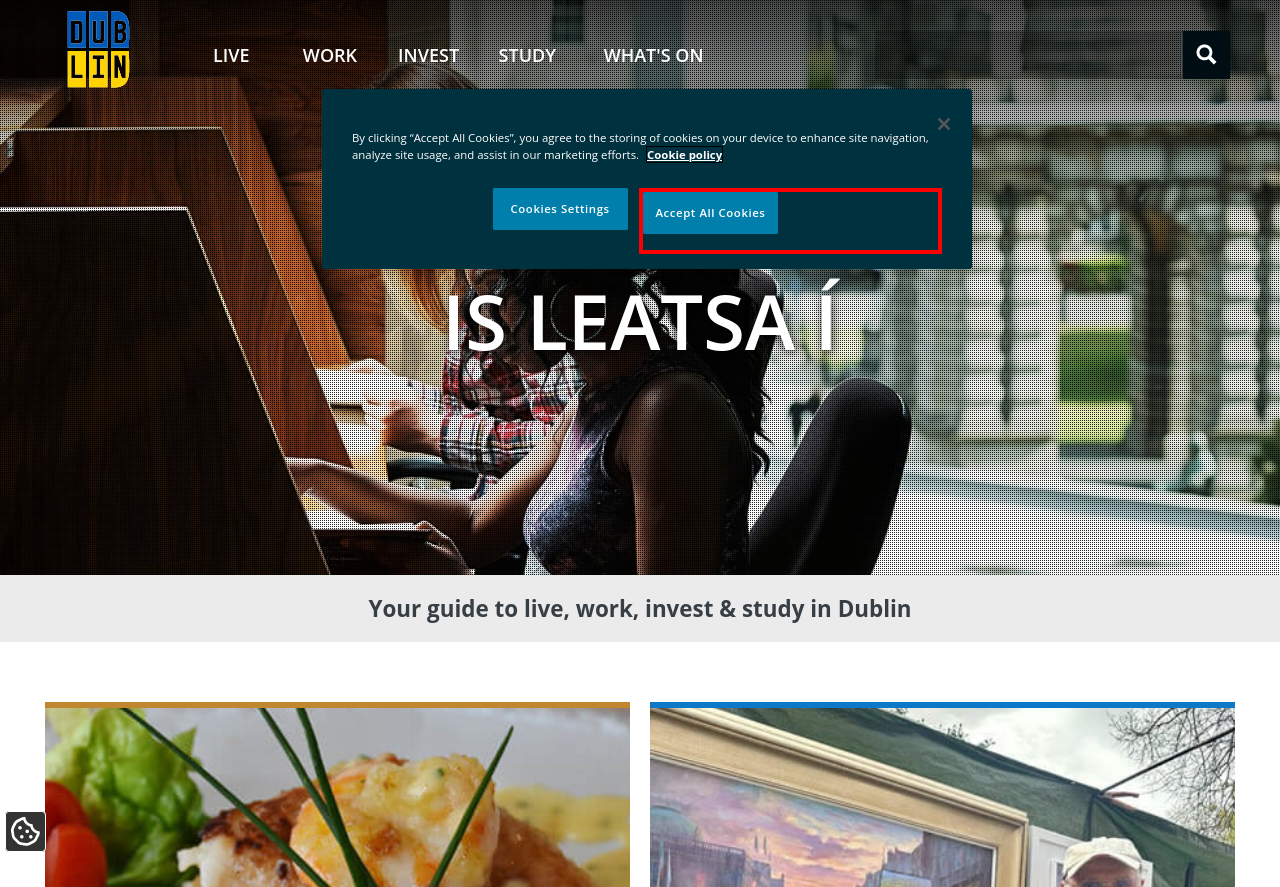 DUB
LIN
LIVE WORK INVEST STUDY WHAT'S ON
By clicking “Accept All Cookies”, you agree to the storing of cookies on your device to enhance site navigation,
analyze site usage, and assist in our marketing efforts. Cookie policy
Cookies Settings Accept All Cookies
IS LEATSA Í
Your guide to live, work, invest & study in Dublin